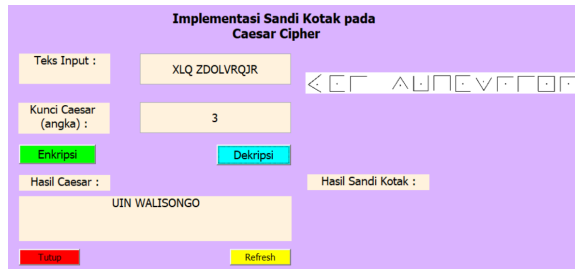 Implementasi Sandi Kotak pada
Caesar Cipher
Teks Input :
XLQ ZDOLVRQJR
Kunci Caesar
(angka) :
3
Enkripsi
Dekripsi
Hasil Caesar :
Hasil Sandi Kotak :
UIN WALISONGO
Tutup
Refresh